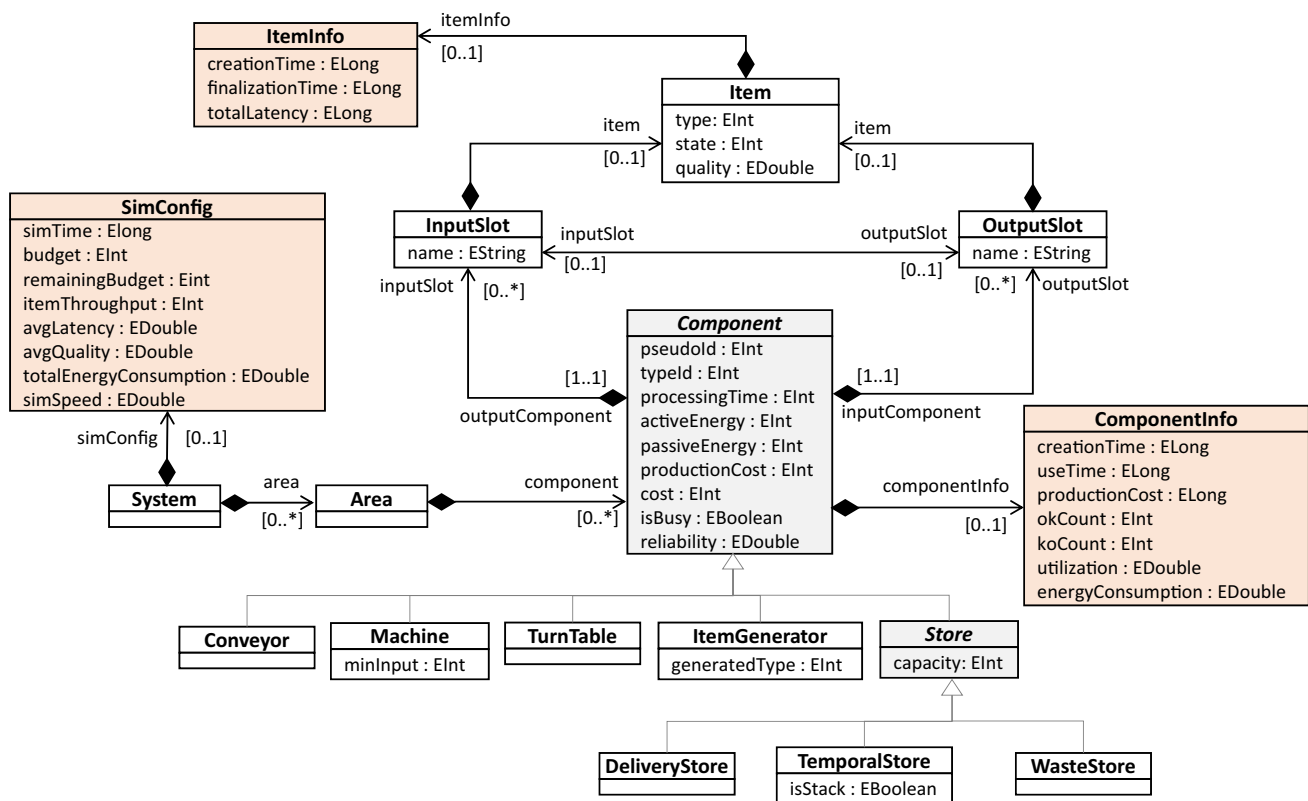 itemInfo
[0..1]
ItemInfo
creationTime : ELong
finalizationTime : ELong
totalLatency : ELong
Item
type: EInt
state : EInt
quality : EDouble
item
[0..1]
item
[0..1]
SimConfig
simTime : Elong
budget : EInt
remainingBudget : Eint
itemThroughput : EInt
avgLatency : EDouble
avgQuality : EDouble
totalEnergyConsumption : EDouble
simSpeed : EDouble
InputSlot
name : EString
OutputSlot
name : EString
inputSlot
[0..1]
outputSlot
[0..1]
inputSlot
[0..*]
[0..*]
outputSlot
Component
pseudoId : EInt
typeId : EInt
processingTime : EInt
activeEnergy : EInt
passiveEnergy : EInt
productionCost : EInt
cost : EInt
isBusy : EBoolean
reliability : EDouble
[1..1]
outputComponent
[1..1]
inputComponent
ComponentInfo
creationTime : ELong
useTime : ELong
productionCost : ELong
okCount : EInt
koCount : EInt
utilization : EDouble
energyConsumption : EDouble
simConfig
[0..1]
System
area
[0..*]
Area
component
[0..*]
componentInfo
[0..1]
Conveyor
Machine
minInput : EInt
TurnTable
ItemGenerator
generatedType : EInt
Store
capacity: EInt
DeliveryStore
TemporalStore
isStack : EBoolean
WasteStore